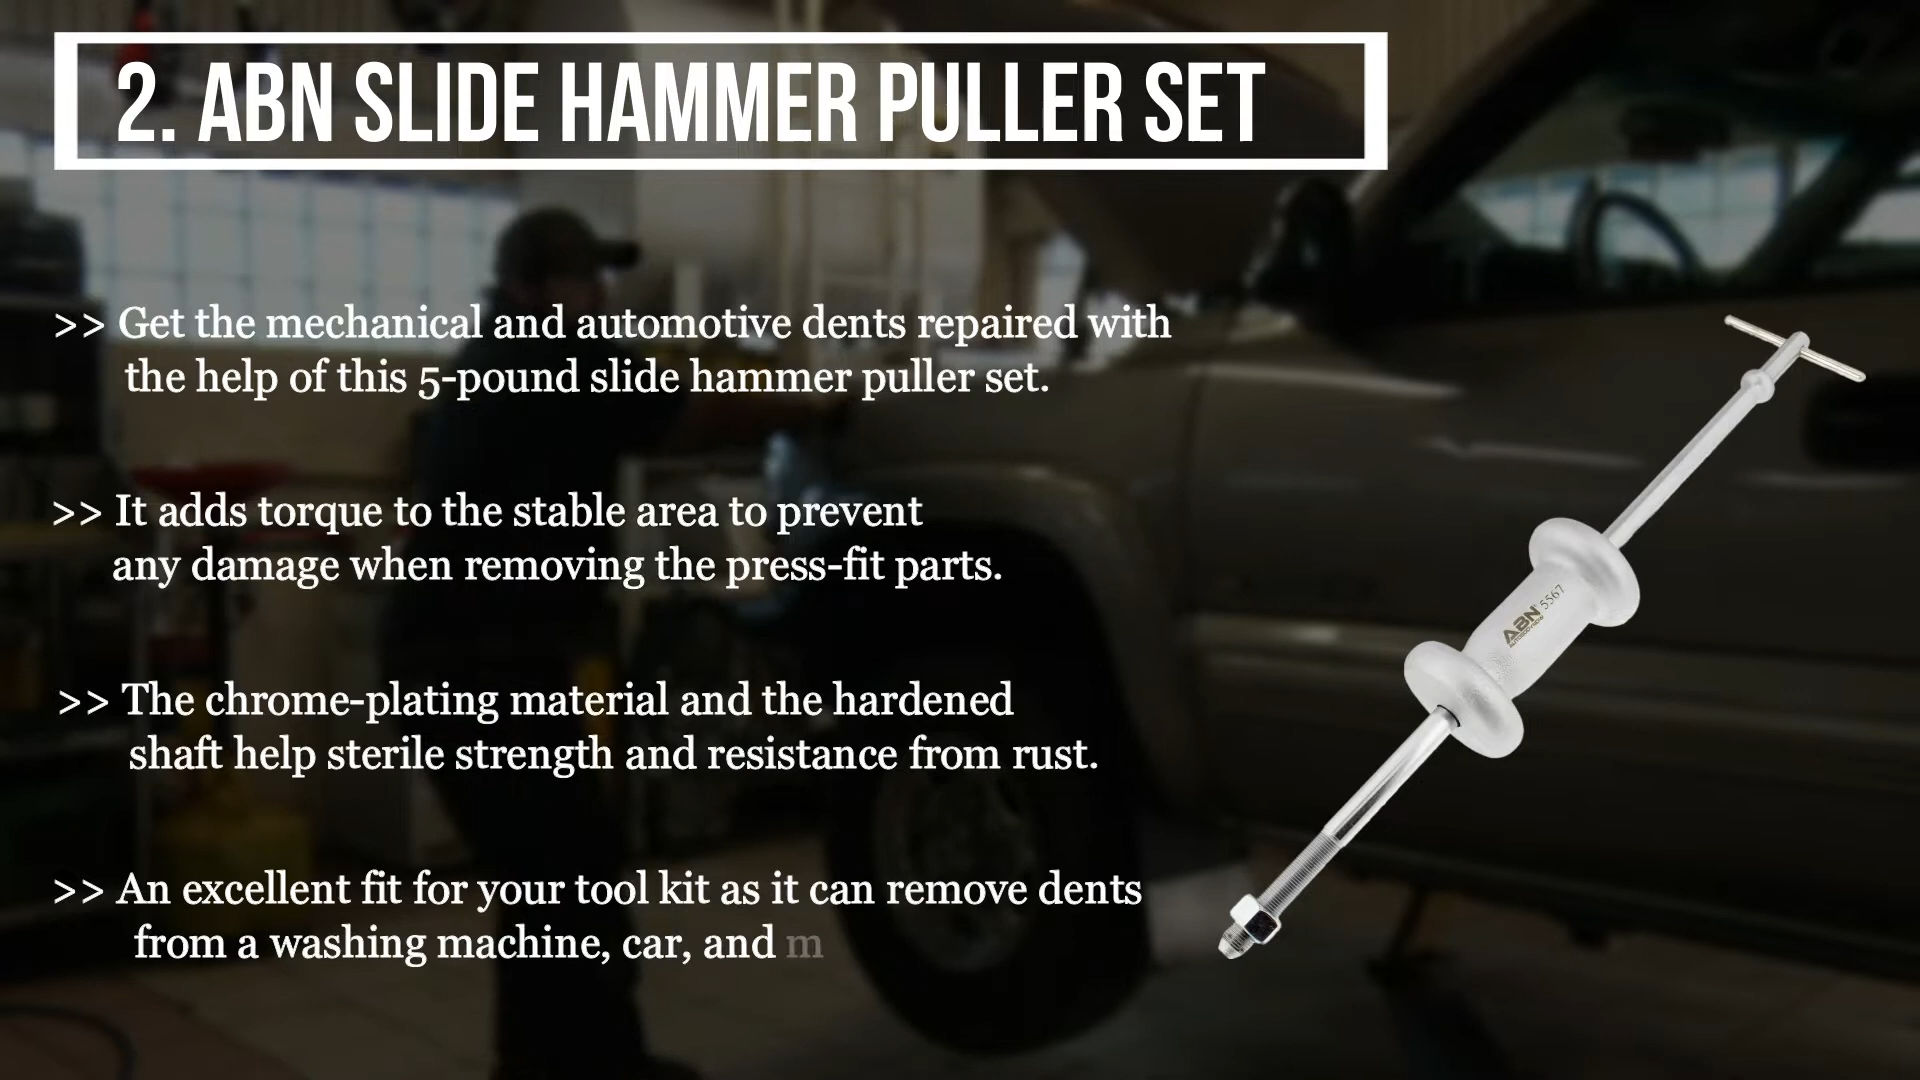 2. ABN SLIDE HAMMER PULLER SET
>> Get the mechanical and automotive dents repaired with
the help of this 5-pound slide hammer puller set.
>> It adds torque to the stable area to prevent
any damage when removing the press-fit parts.
>> The chrome-plating material and the hardened
shaft help sterile strength and resistance from rust.
>> An excellent fit for your tool kit as it can remove dents
from a washing machine, car, and m
ABN 5567